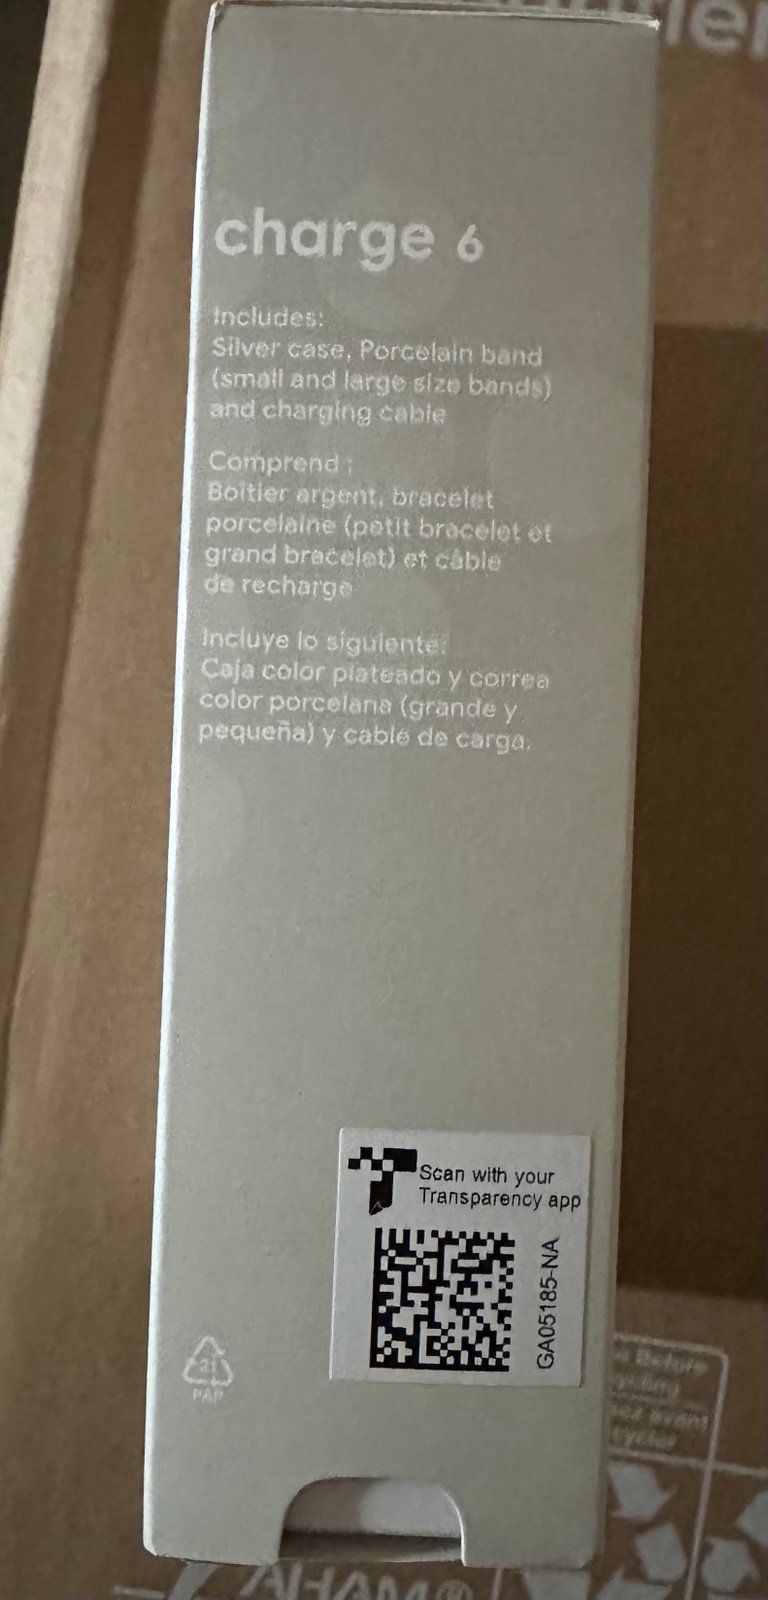 charge 6
Includes:
Silver case, Porcelain band
(small and large size bands)
and charging cable
Comprend :
Boîtier argent, bracelet
porcelaine (petit bracelet et
grand bracelet) et câble
de recharge
Incluye lo siguiente:
Caja color plateado y correa
color porcelana (grande y
pequeña) y cable de carga.
Scan with your
Transparency app
GA05185-NA
21
PAP
Before